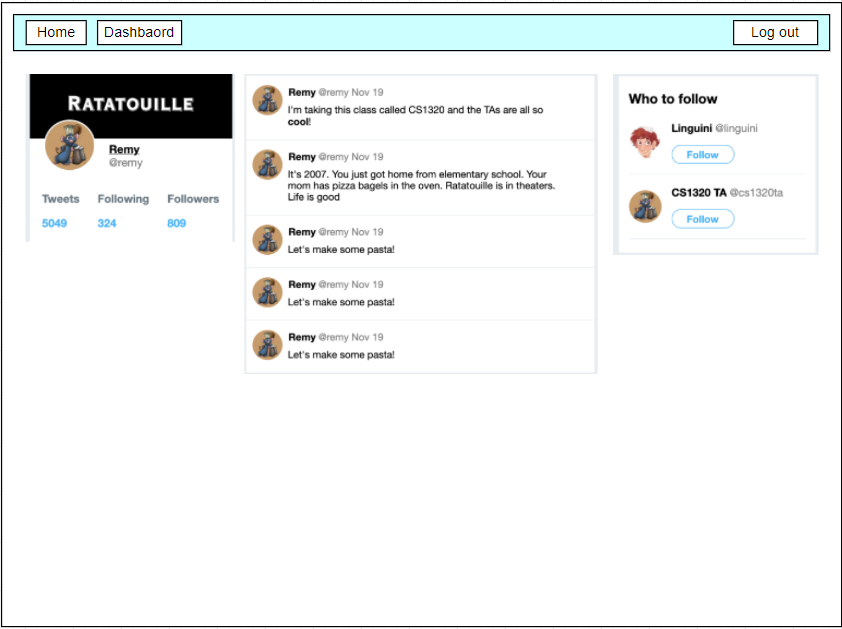 Home Dashbaord Log out
RATATOUILLE
Remy
@remy
Tweets Following Followers
5049 324 809
Remy @remy Nov 19
I'm taking this class called CS1320 and the TAs are all so
cool!
Remy @remy Nov 19
It's 2007. You just got home from elementary school. Your
mom has pizza bagels in the oven. Ratatouille is in theaters.
Life is good
Remy @remy Nov 19
Let's make some pasta!
Remy @remy Nov 19
Let's make some pasta!
Remy @remy Nov 19
Let's make some pasta!
Who to follow
Linguini @linguini
Follow
CS1320 TA @cs1320ta
Follow